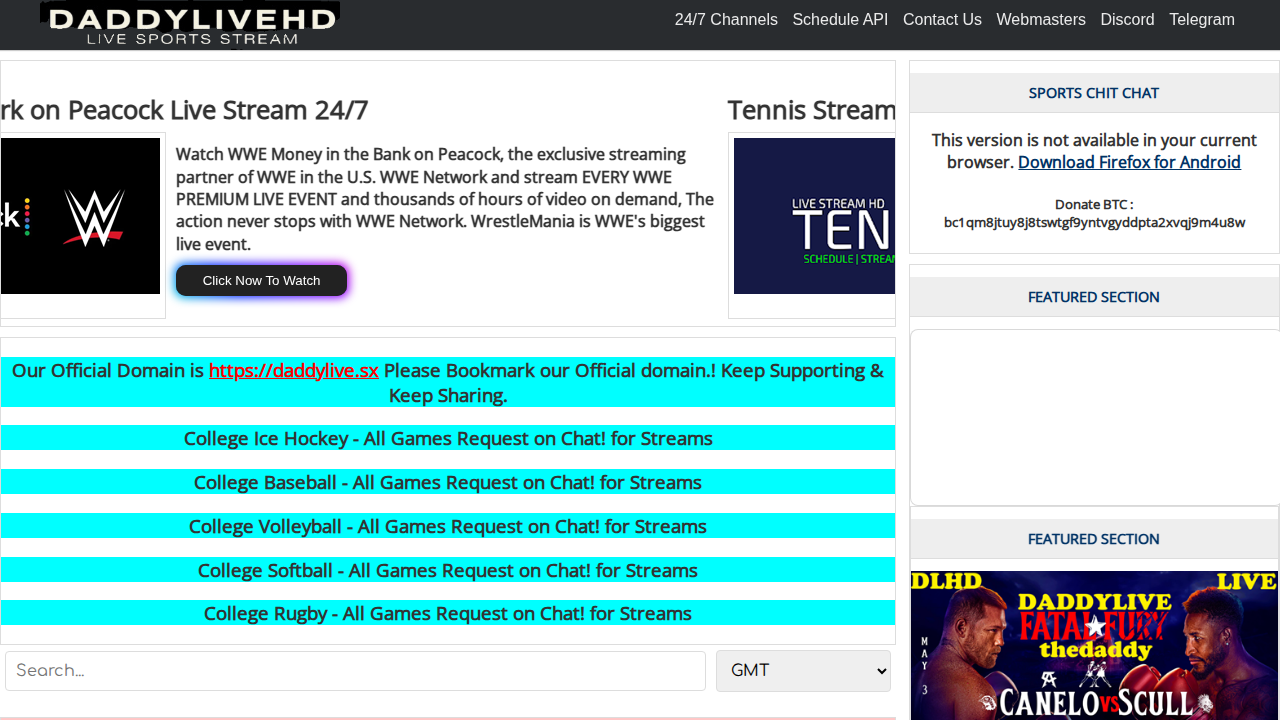 DADDYLIVEHD
LIVE SPORTS STREAM
24/7 Channels Schedule API Contact Us Webmasters Discord Telegram
rk on Peacock Live Stream 24/7
ck
W
Watch WWE Money in the Bank on Peacock, the exclusive streaming
partner of WWE in the U.S. WWE Network and stream EVERY WWE
PREMIUM LIVE EVENT and thousands of hours of video on demand, The
action never stops with WWE Network. WrestleMania is WWE's biggest
live event.
Click Now To Watch
Tennis Stream
LIVE STREAM HD
TEN
SCHEDULE | STREA
Our Official Domain is https://daddylive.sx Please Bookmark our Official domain.! Keep Supporting &
Keep Sharing.
College Ice Hockey - All Games Request on Chat! for Streams
College Baseball - All Games Request on Chat! for Streams
College Volleyball - All Games Request on Chat! for Streams
College Softball - All Games Request on Chat! for Streams
College Rugby - All Games Request on Chat! for Streams
Search...
GMT
SPORTS CHIT CHAT
This version is not available in your current
browser. Download Firefox for Android
Donate BTC :
bc1qm8jtuy8j8tswtgf9yntvgyddpta2xvqj9m4u8w
FEATURED SECTION
FEATURED SECTION
DLHD LIVE
DADDYLIVE
FATAL FURY
thedaddy
MAY 3
CANELO VS SCULL